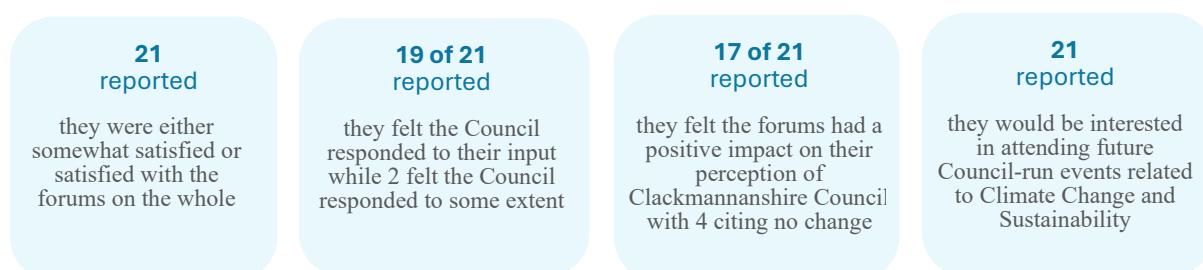 21
reported
they were either
somewhat satisfied or
satisfied with the
forums on the whole
19 of 21
reported
they felt the Council
responded to their input
while 2 felt the Council
responded to some extent
17 of 21
reported
they felt the forums had a
positive impact on their
perception of
Clackmannanshire Council
with 4 citing no change
21
reported
they would be interested
in attending future
Council-run events related
to Climate Change and
Sustainability